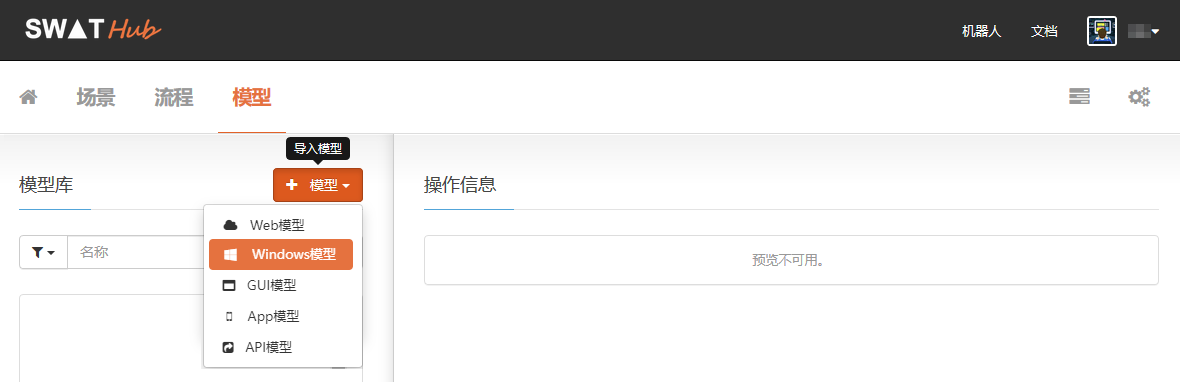 SWAT Hub
机器人 文档
场景 流程 模型
导入模型
模型库
模型
操作信息
名称
Web模型
Windows模型
GUI模型
App模型
API模型
预览不可用。